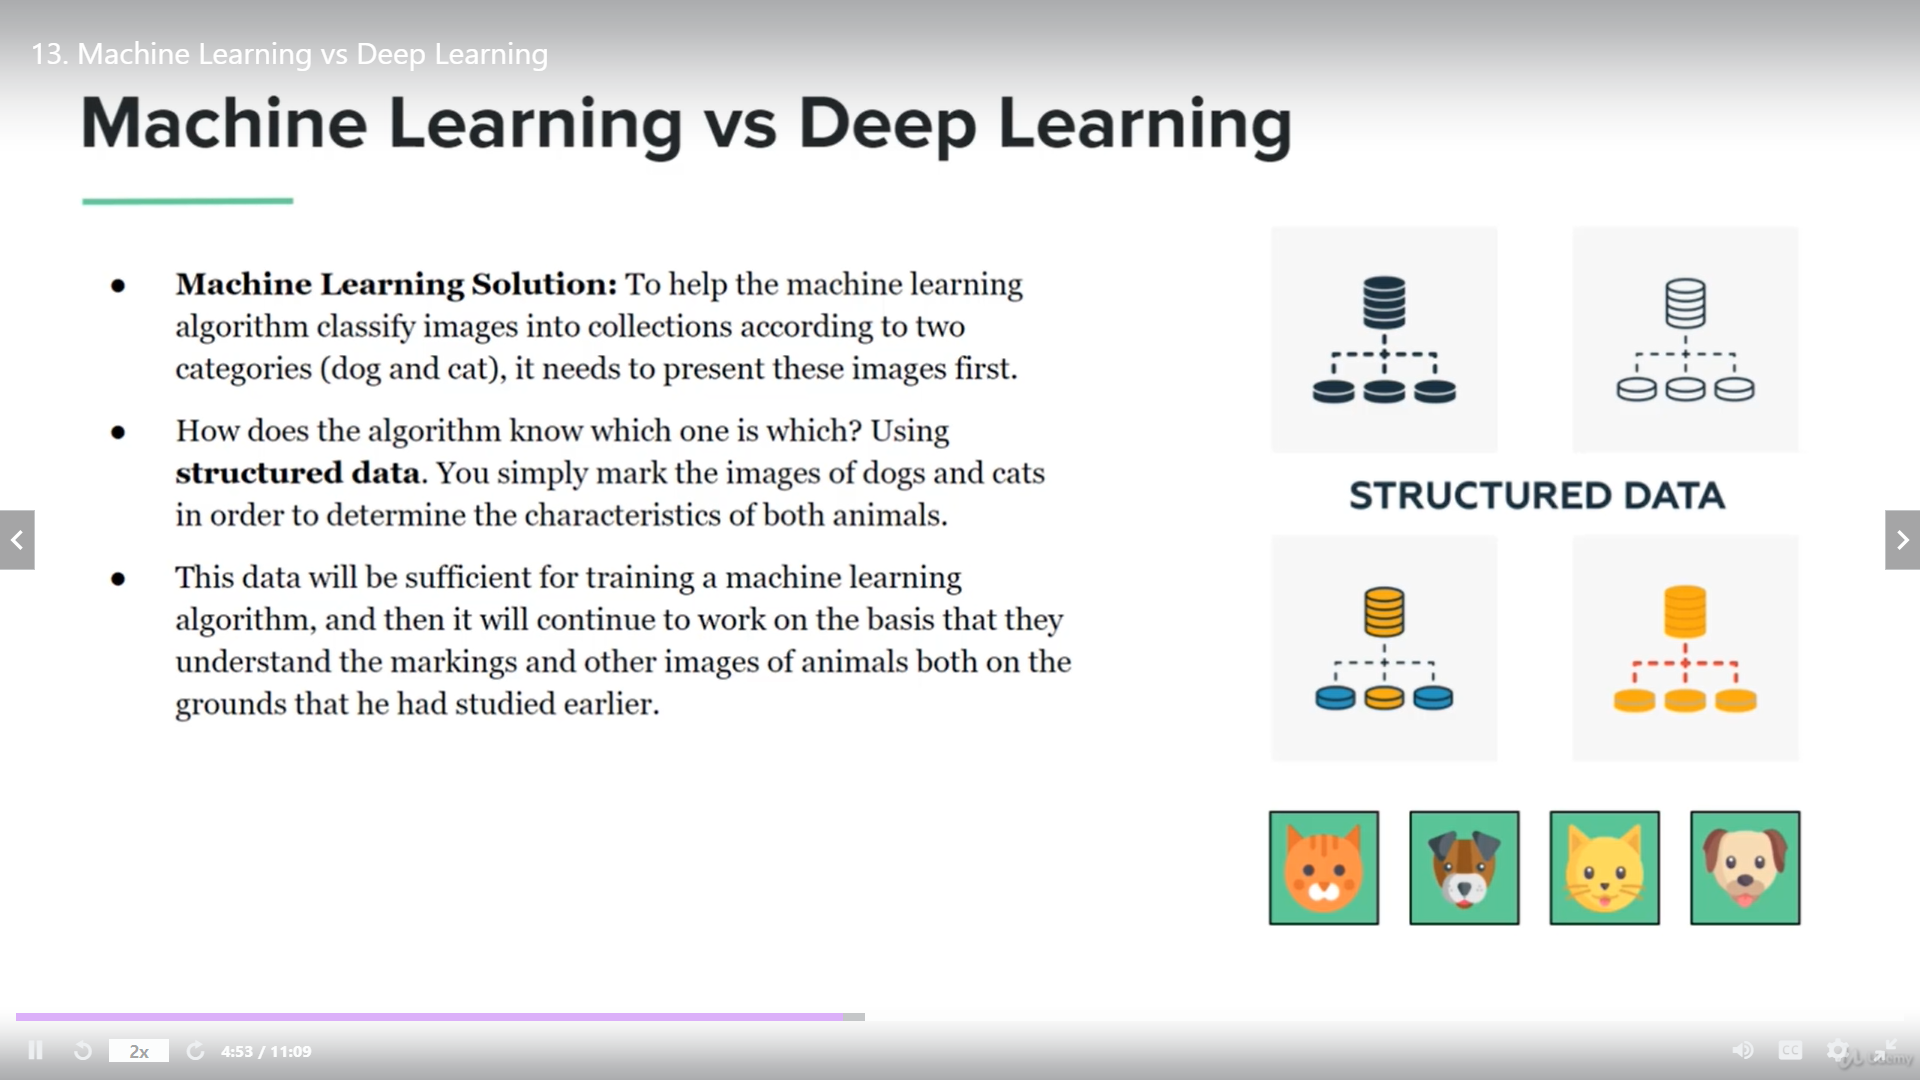 13. Machine Learning vs Deep Learning
Machine Learning vs Deep Learning
● Machine Learning Solution: To help the machine learning
algorithm classify images into collections according to two
categories (dog and cat), it needs to present these images first.
● How does the algorithm know which one is which? Using
structured data. You simply mark the images of dogs and cats
in order to determine the characteristics of both animals.
● This data will be sufficient for training a machine learning
algorithm, and then it will continue to work on the basis that they
understand the markings and other images of animals both on the
grounds that he had studied earlier.
STRUCTURED DATA
2x
4:53 / 11:09
CC
Udemy